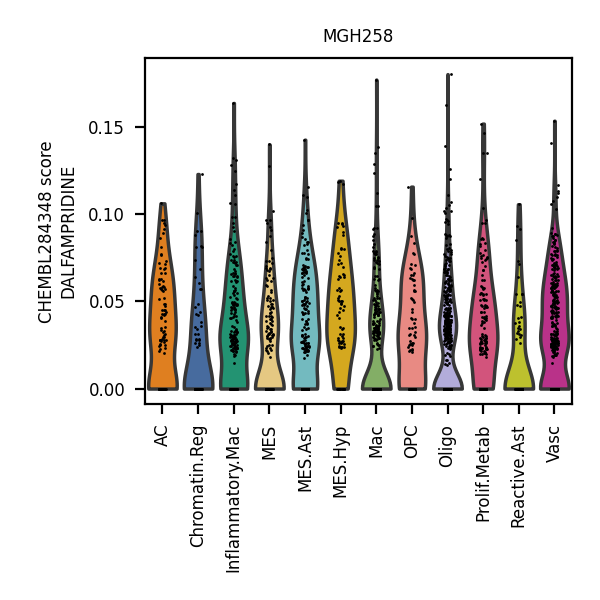 MGH258
CHEMBL284348 score
DALFAMPRIDINE
0.15
0.10
0.05
0.00
AC
Chromatin.Reg
Inflammatory.Mac
MES
MES.Ast
MES.Hyp
Mac
OPC
Oligo
Prolif.Metab
Reactive.Ast
Vasc